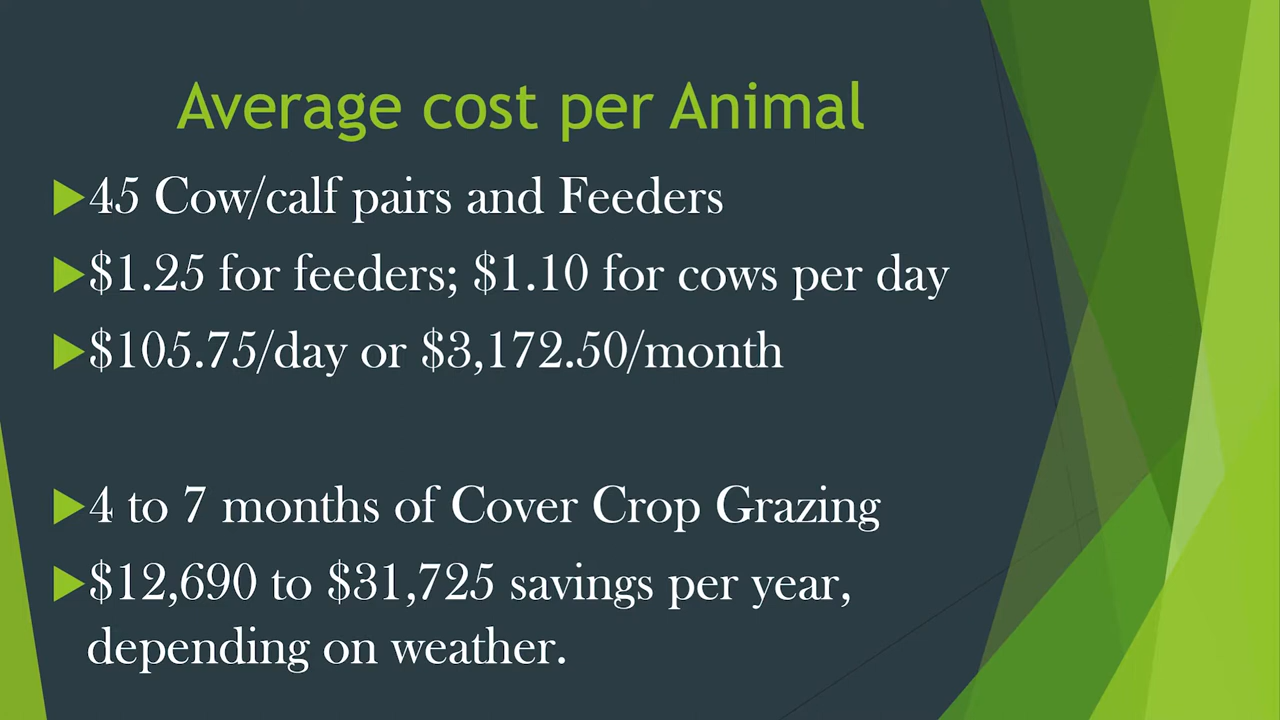 Average cost per Animal
45 Cow/calf pairs and Feeders
$1.25 for feeders; $1.10 for cows per day
$105.75/day or $3,172.50/month
4 to 7 months of Cover Crop Grazing
$12,690 to $31,725 savings per year,
depending on weather.